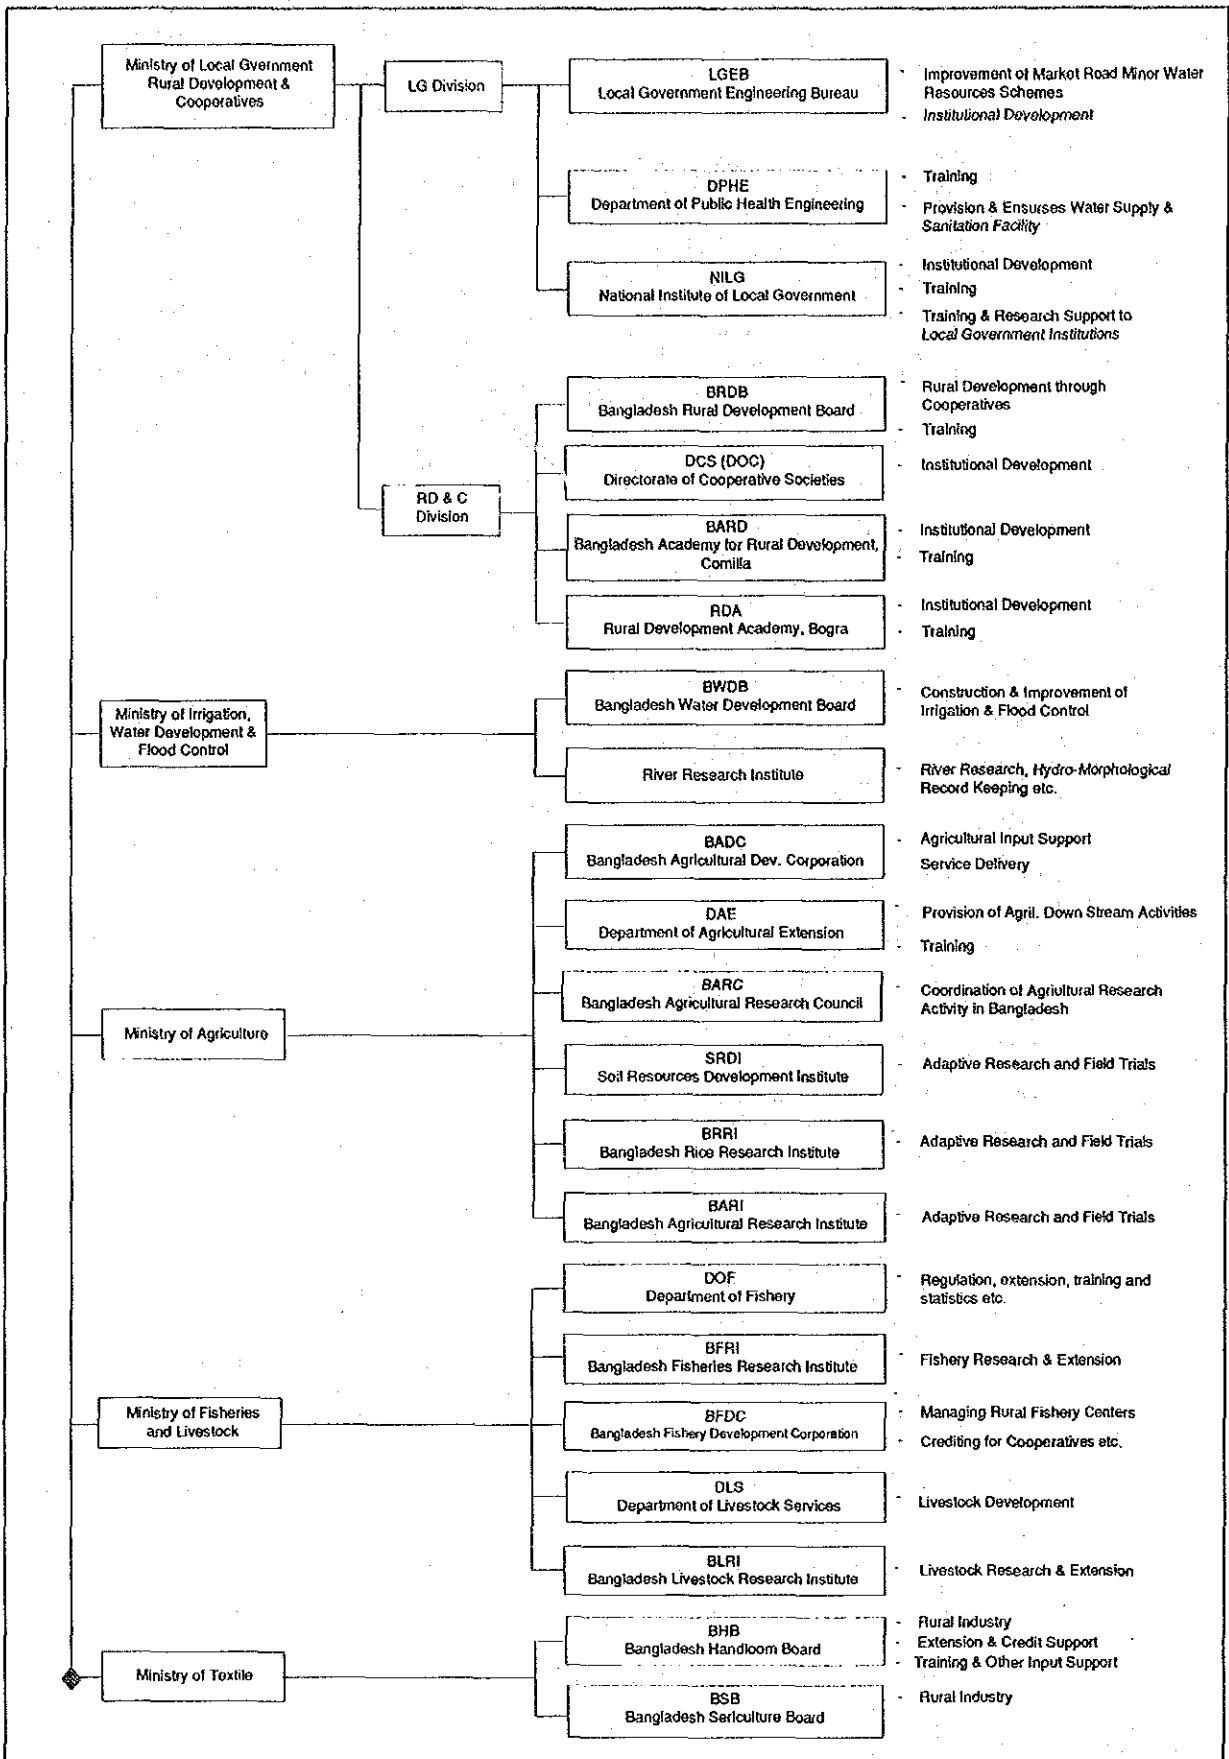 Ministry of Local Gvernment
Rural Development &
Cooperatives
LG Division
LGEB
Local Government Engineering Bureau
- Improvement of Market Road Minor Water
Resources Schemes
- Institutional Development
DPHE
Department of Public Health Engineering
- Training
- Provision & Ensurses Water Supply &
Sanitation Facility
NILG
National Institute of Local Government
- Institutional Development
- Training
- Training & Research Support to
Local Government Institutions
RD & C
Division
BRDB
Bangladesh Rural Development Board
- Rural Development through
Cooperatives
- Training
DCS (DOC)
Directorate of Cooperative Societies
- Institutional Development
BARD
Bangladesh Academy for Rural Development,
Comilla
- Institutional Development
- Training
RDA
Rural Development Academy, Bogra
- Institutional Development
- Training
Ministry of Irrigation,
Water Development &
Flood Control
BWDB
Bangladesh Water Development Board
- Construction & Improvement of
Irrigation & Flood Control
River Research Institute
- River Research, Hydro-Morphological
Record Keeping etc.
Ministry of Agriculture
BADC
Bangladesh Agricultural Dev. Corporation
- Agricultural Input Support
Service Delivery
DAE
Department of Agricultural Extension
- Provision of Agril. Down Stream Activities
- Training
BARC
Bangladesh Agricultural Research Council
- Coordination of Agriultural Research
Activity in Bangladesh
SRDI
Soil Resources Development Institute
- Adaptive Research and Field Trials
BRRI
Bangladesh Rice Research Institute
- Adaptive Research and Field Trials
BARI
Bangladesh Agricultural Research Institute
- Adaptive Research and Field Trials
Ministry of Fisheries
and Livestock
DOF
Department of Fishery
- Regulation, extension, training and
statistics etc.
BFRI
Bangladesh Fisheries Research Institute
- Fishery Research & Extension
BFDC
Bangladesh Fishery Development Corporation
- Managing Rural Fishery Centers
- Crediting for Cooperatives etc.
DLS
Department of Livestock Services
- Livestock Development
BLRI
Bangladesh Livestock Research Institute
- Livestock Research & Extension
Ministry of Textile
BHB
Bangladesh Handloom Board
- Rural Industry
- Extension & Credit Support
- Training & Other Input Support
BSB
Bangladesh Sericulture Board
- Rural Industry